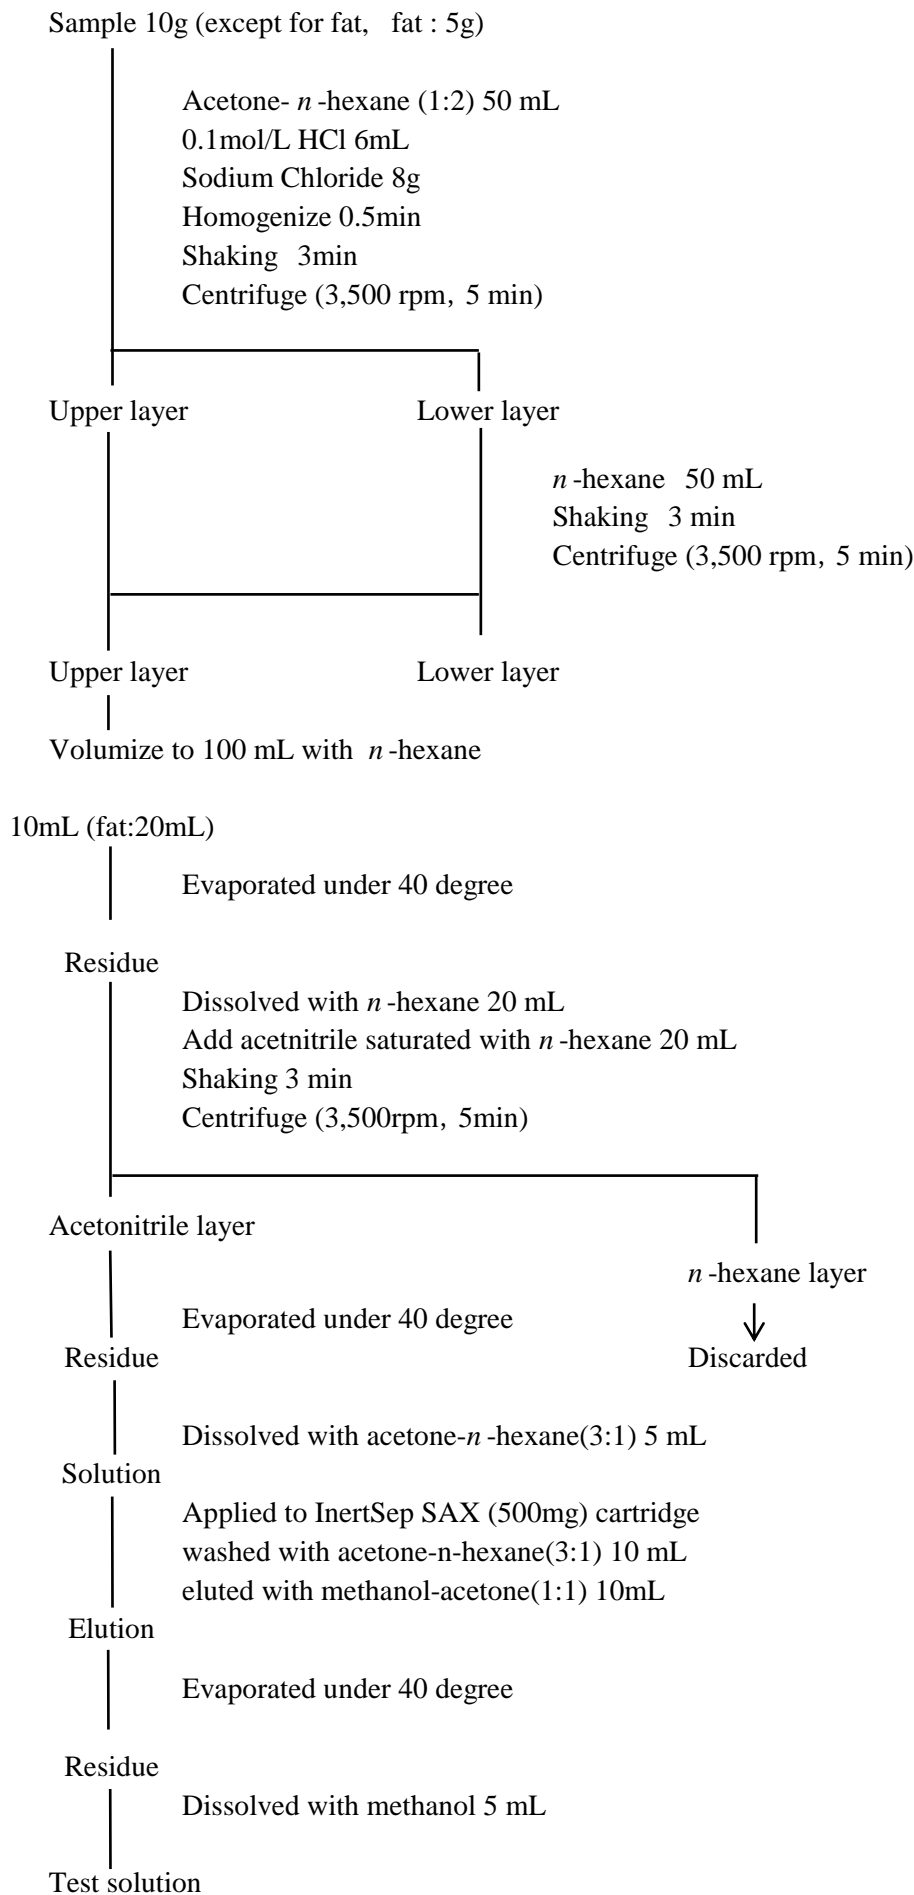 Sample 10g (except for fat, fat : 5g)
Acetone- n -hexane (1:2) 50 mL
0.1mol/L HCl 6mL
Sodium Chloride 8g
Homogenize 0.5min
Shaking 3min
Centrifuge (3,500 rpm, 5 min)
Upper layer Lower layer
n -hexane 50 mL
Shaking 3 min
Centrifuge (3,500 rpm, 5 min)
Upper layer Lower layer
Volumize to 100 mL with n -hexane
10mL (fat:20mL)
Evaporated under 40 degree
Residue
Dissolved with n -hexane 20 mL
Add acetnitrile saturated with n -hexane 20 mL
Shaking 3 min
Centrifuge (3,500rpm, 5min)
Acetonitrile layer
n -hexane layer
Evaporated under 40 degree
Residue Discarded
Dissolved with acetone-n -hexane(3:1) 5 mL
Solution
Applied to InertSep SAX (500mg) cartridge
washed with acetone-n-hexane(3:1) 10 mL
eluted with methanol-acetone(1:1) 10mL
Elution
Evaporated under 40 degree
Residue
Dissolved with methanol 5 mL
Test solution